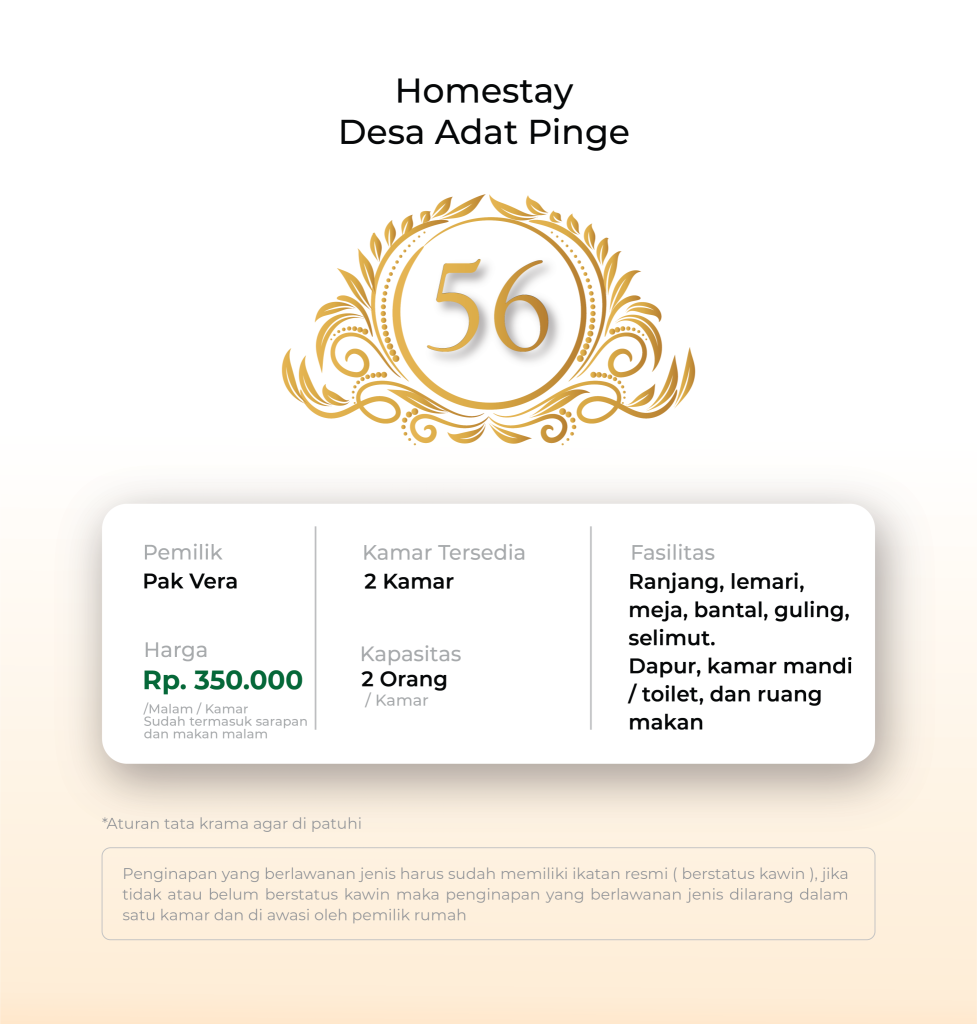 Homestay
Desa Adat Pinge
56
Pemilik
Pak Vera
Harga
Rp. 350.000
/Malam / Kamar
Sudah termasuk sarapan
dan makan malam
Kamar Tersedia
2 Kamar
Kapasitas
2 Orang
/ Kamar
Fasilitas
Ranjang, lemari,
meja, bantal, guling,
selimut.
Dapur, kamar mandi
/ toilet, dan ruang
makan
*Aturan tata krama agar di patuhi
Penginapan yang berlawanan jenis harus sudah memiliki ikatan resmi ( berstatus kawin ), jika
tidak atau belum berstatus kawin maka penginapan yang berlawanan jenis dilarang dalam
satu kamar dan di awasi oleh pemilik rumah